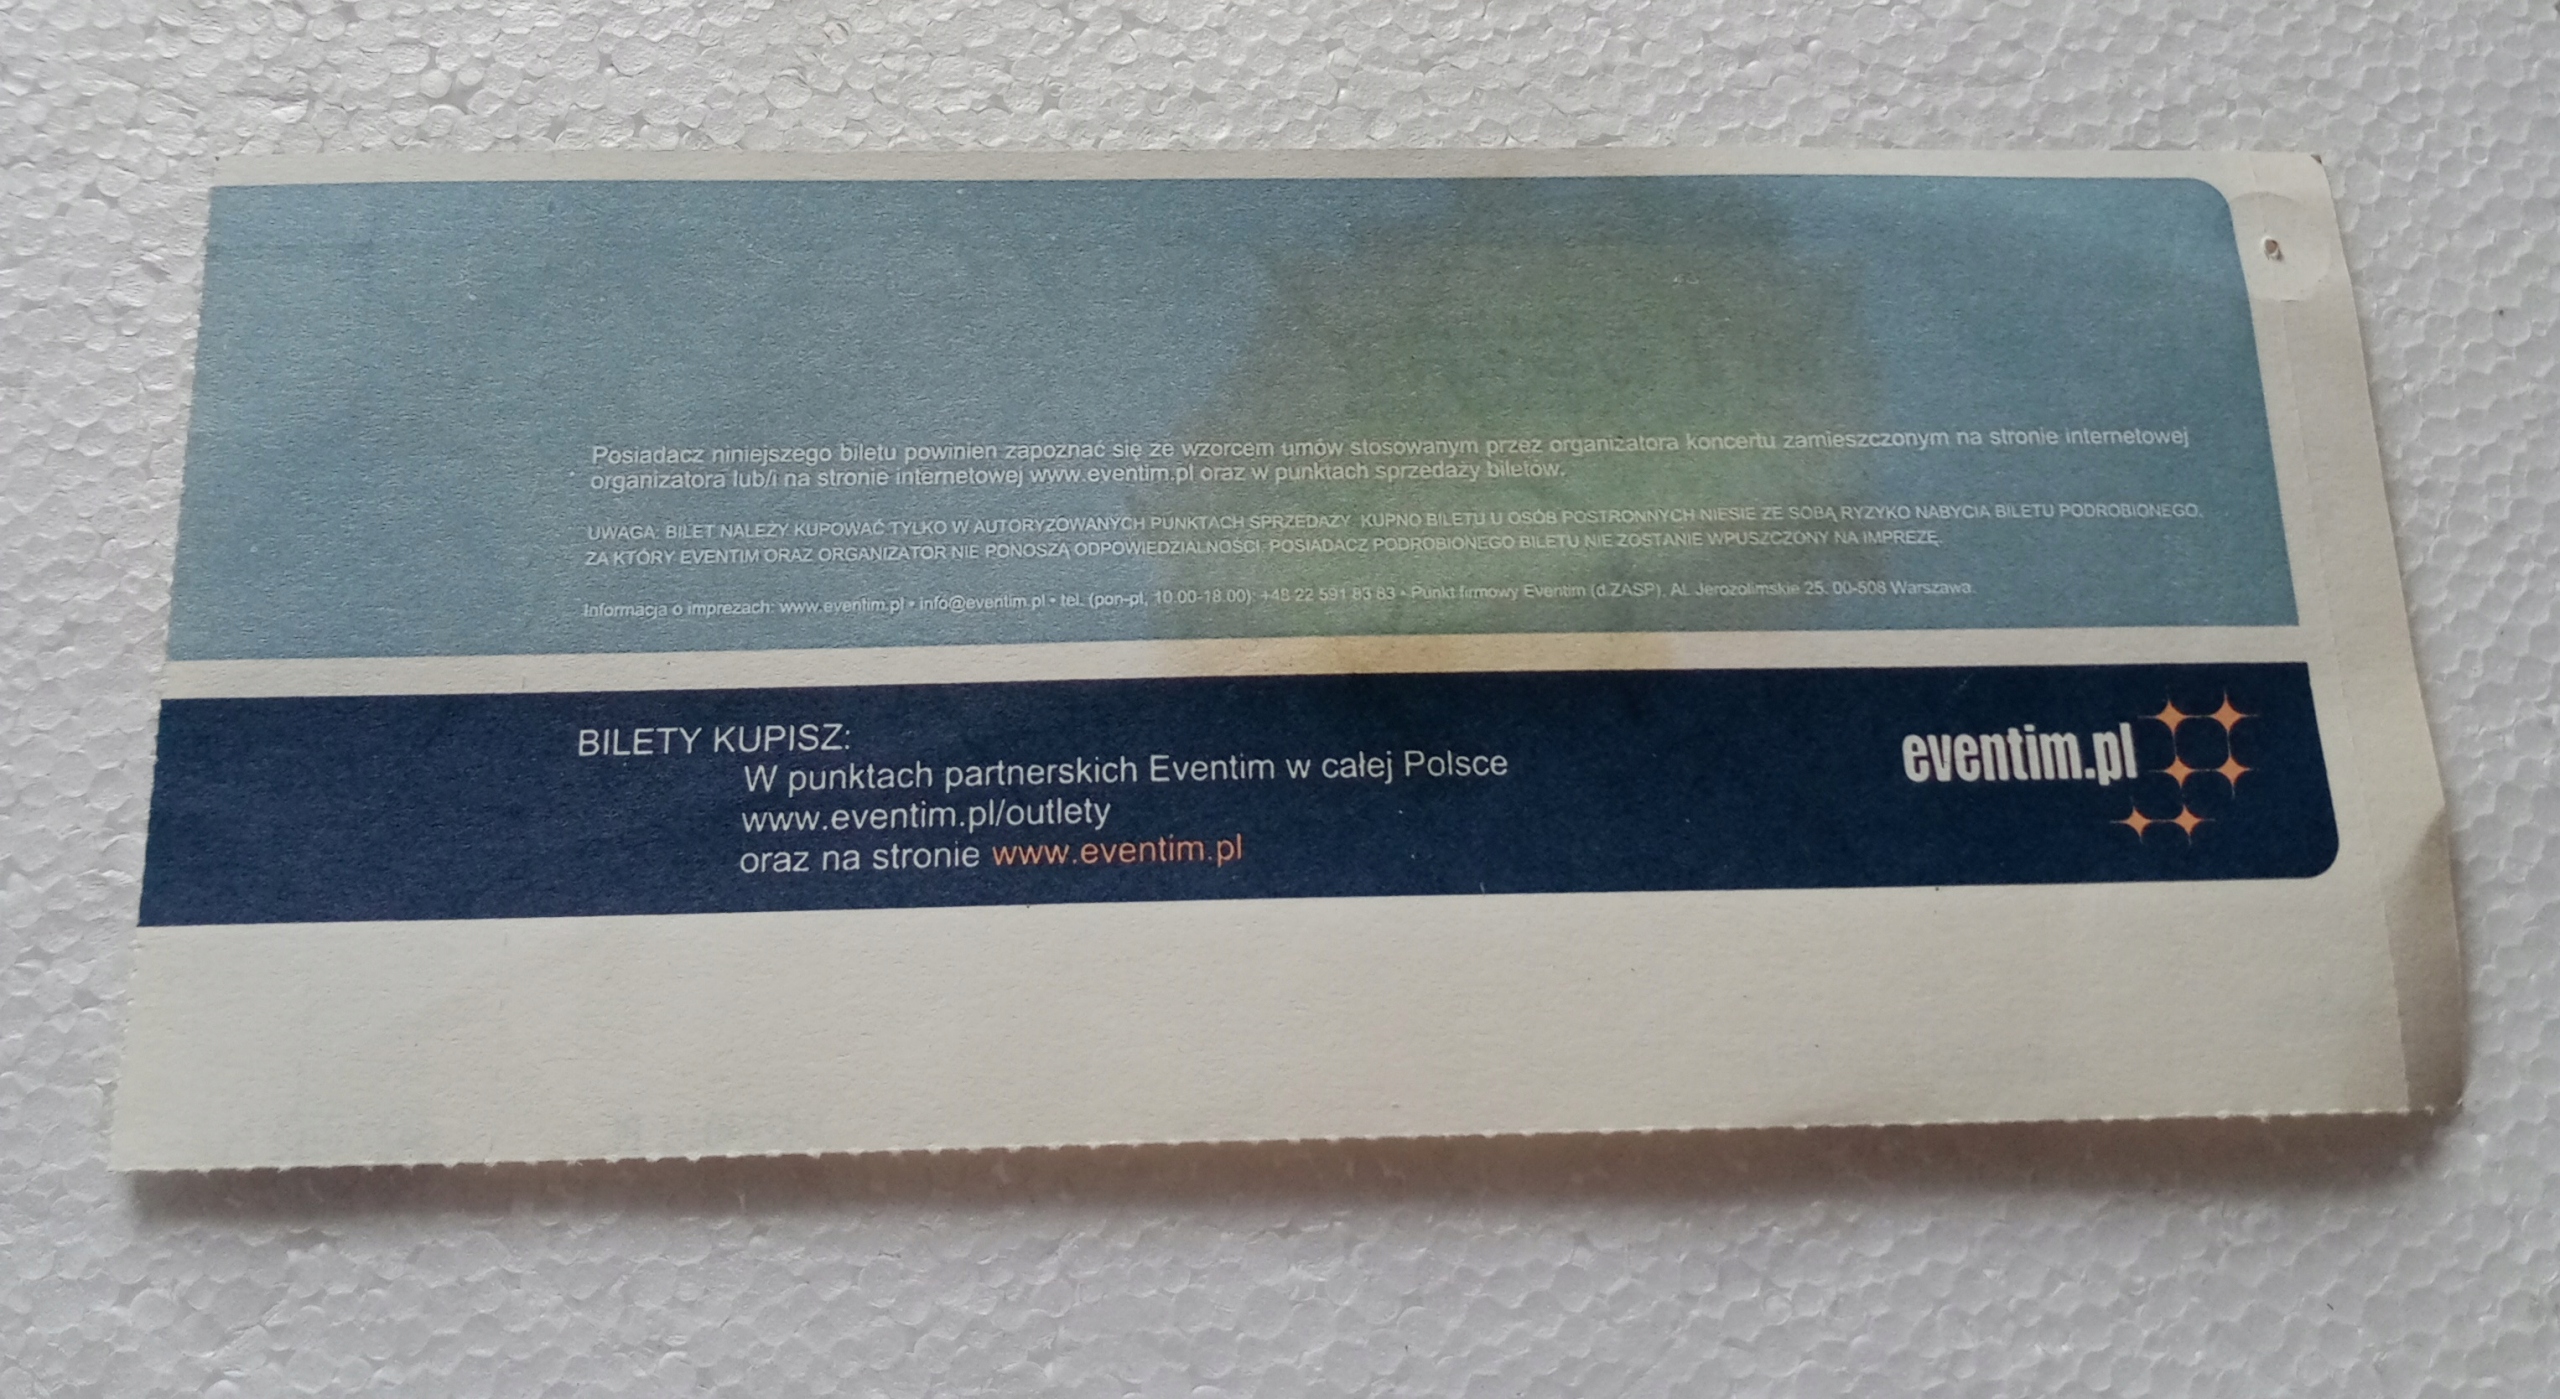 Posiadacz niniejszego biletu powinien zapoznać się ze wzorcem umów stosowanym przez organizatora koncertu zamieszczonym na stronie internetowej
organizatora lub/i na stronie internetowej www.eventim.pl oraz w punktach sprzedaży biletów.
UWAGA: BILET NALEŻY KUPOWAĆ TYLKO W AUTORYZOWANYCH PUNKTACH SPRZEDAŻY. KUPNO BILETU U OSÓB POSTRONNYCH NIESIE ZE SOBĄ RYZYKO NABYCIA BILETU PODROBIONEGO,
ZA KTÓRY EVENTIM ORAZ ORGANIZATOR NIE PONOSZĄ ODPOWIEDZIALNOŚCI. POSIADACZ PODROBIONEGO BILETU NIE ZOSTANIE WPUSZCZONY NA IMPREZĘ.
Informacja o imprezach: www.eventim.pl • info@eventim.pl • tel. (pon-pt, 10.00-18.00): +48 22 591 83 83 • Punkt firmowy Eventim (d.ZASP), Al. Jerozolimskie 25, 00-508 Warszawa.
BILETY KUPISZ:
W punktach partnerskich Eventim w całej Polsce
www.eventim.pl/outlety
oraz na stronie www.eventim.pl
eventim.pl